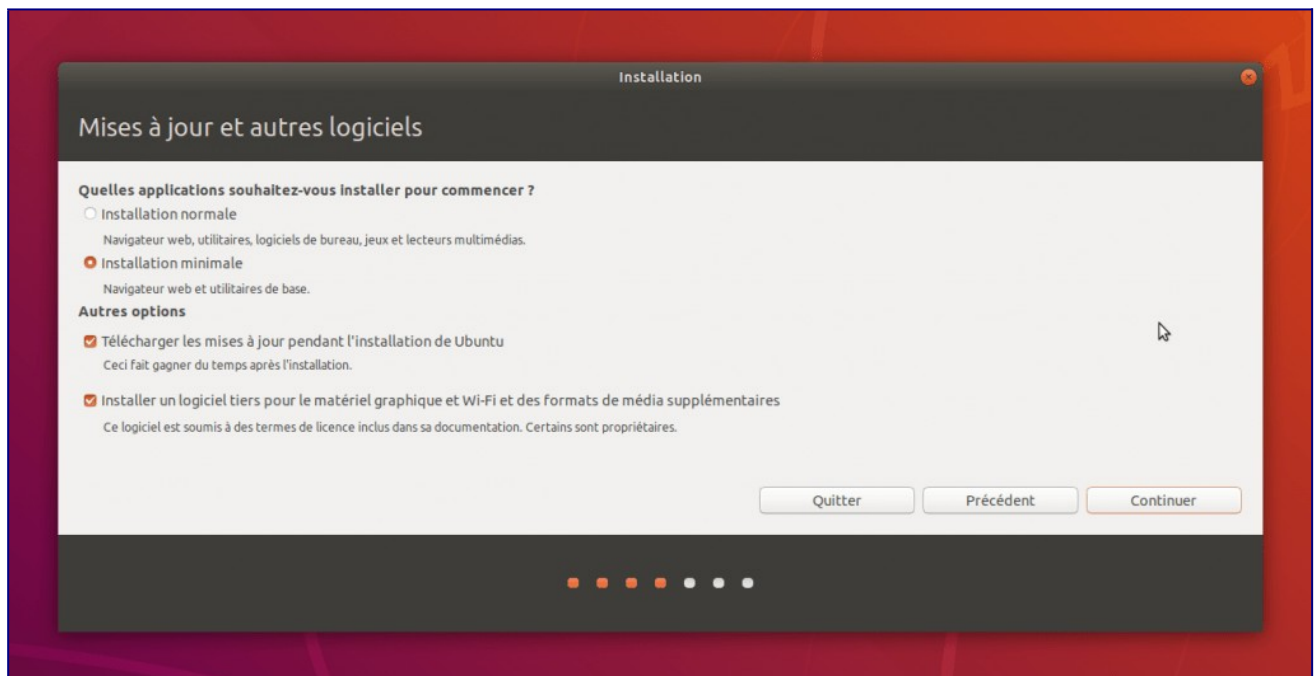 Installation
Mises à jour et autres logiciels
Quelles applications souhaitez-vous installer pour commencer ?
Installation normale
Navigateur web, utilitaires, logiciels de bureau, jeux et lecteurs multimédias.
Installation minimale
Navigateur web et utilitaires de base.
Autres options
Télécharger les mises à jour pendant l'installation de Ubuntu
Ceci fait gagner du temps après l'installation.
Installer un logiciel tiers pour le matériel graphique et Wi-Fi et des formats de média supplémentaires
Ce logiciel est soumis à des termes de licence inclus dans sa documentation. Certains sont propriétaires.
Quitter Précédent Continuer